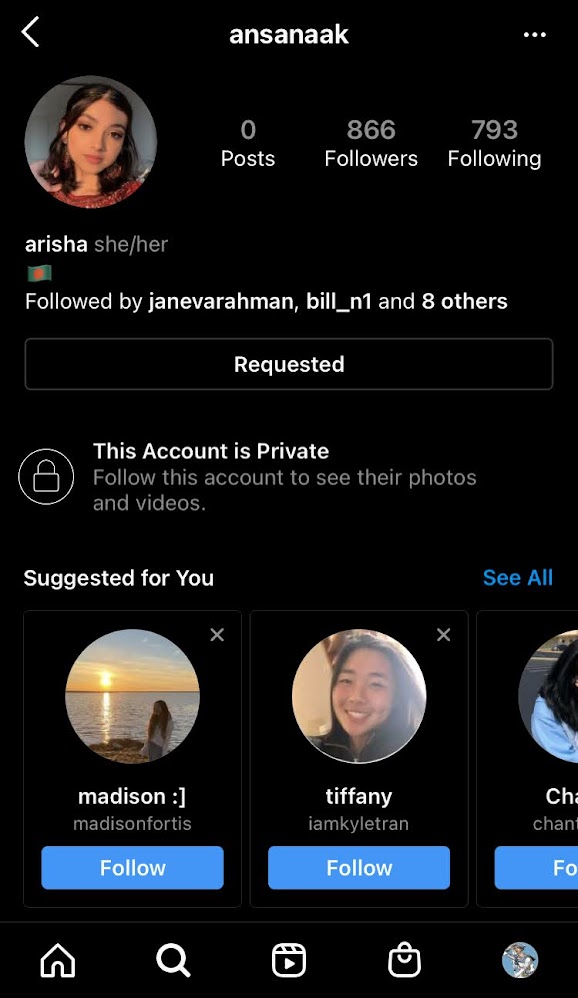 ansanaak
0 866 793
Posts Followers Following
arisha she/her
🇧🇩
Followed by janevarahman, bill_n1 and 8 others
Requested
This Account is Private
Follow this account to see their photos
and videos.
Suggested for You See All
madison :] tiffany Cha
madisonfortis iamkyletran chant
Follow Follow Fo